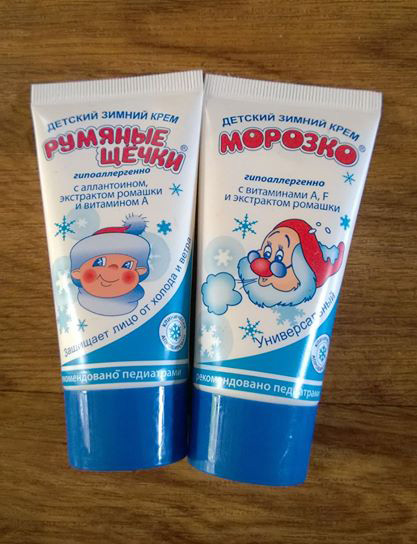 ДЕТСКИЙ ЗИМНИЙ КРЕМ
РУМЯНЫЕ
ЩЕЧКИ®
гипоаллергенно
с аллантоином,
экстрактом ромашки
и витамином А
Защищает лицо от холода и ветра
екомендовано педиатрами
ДЕТСКИЙ ЗИМНИЙ КРЕМ
МОРОЗКО®
гипоаллергенно
с витаминами A, F
и экстрактом ромашки
Универсальный
рекомендовано педиатрами